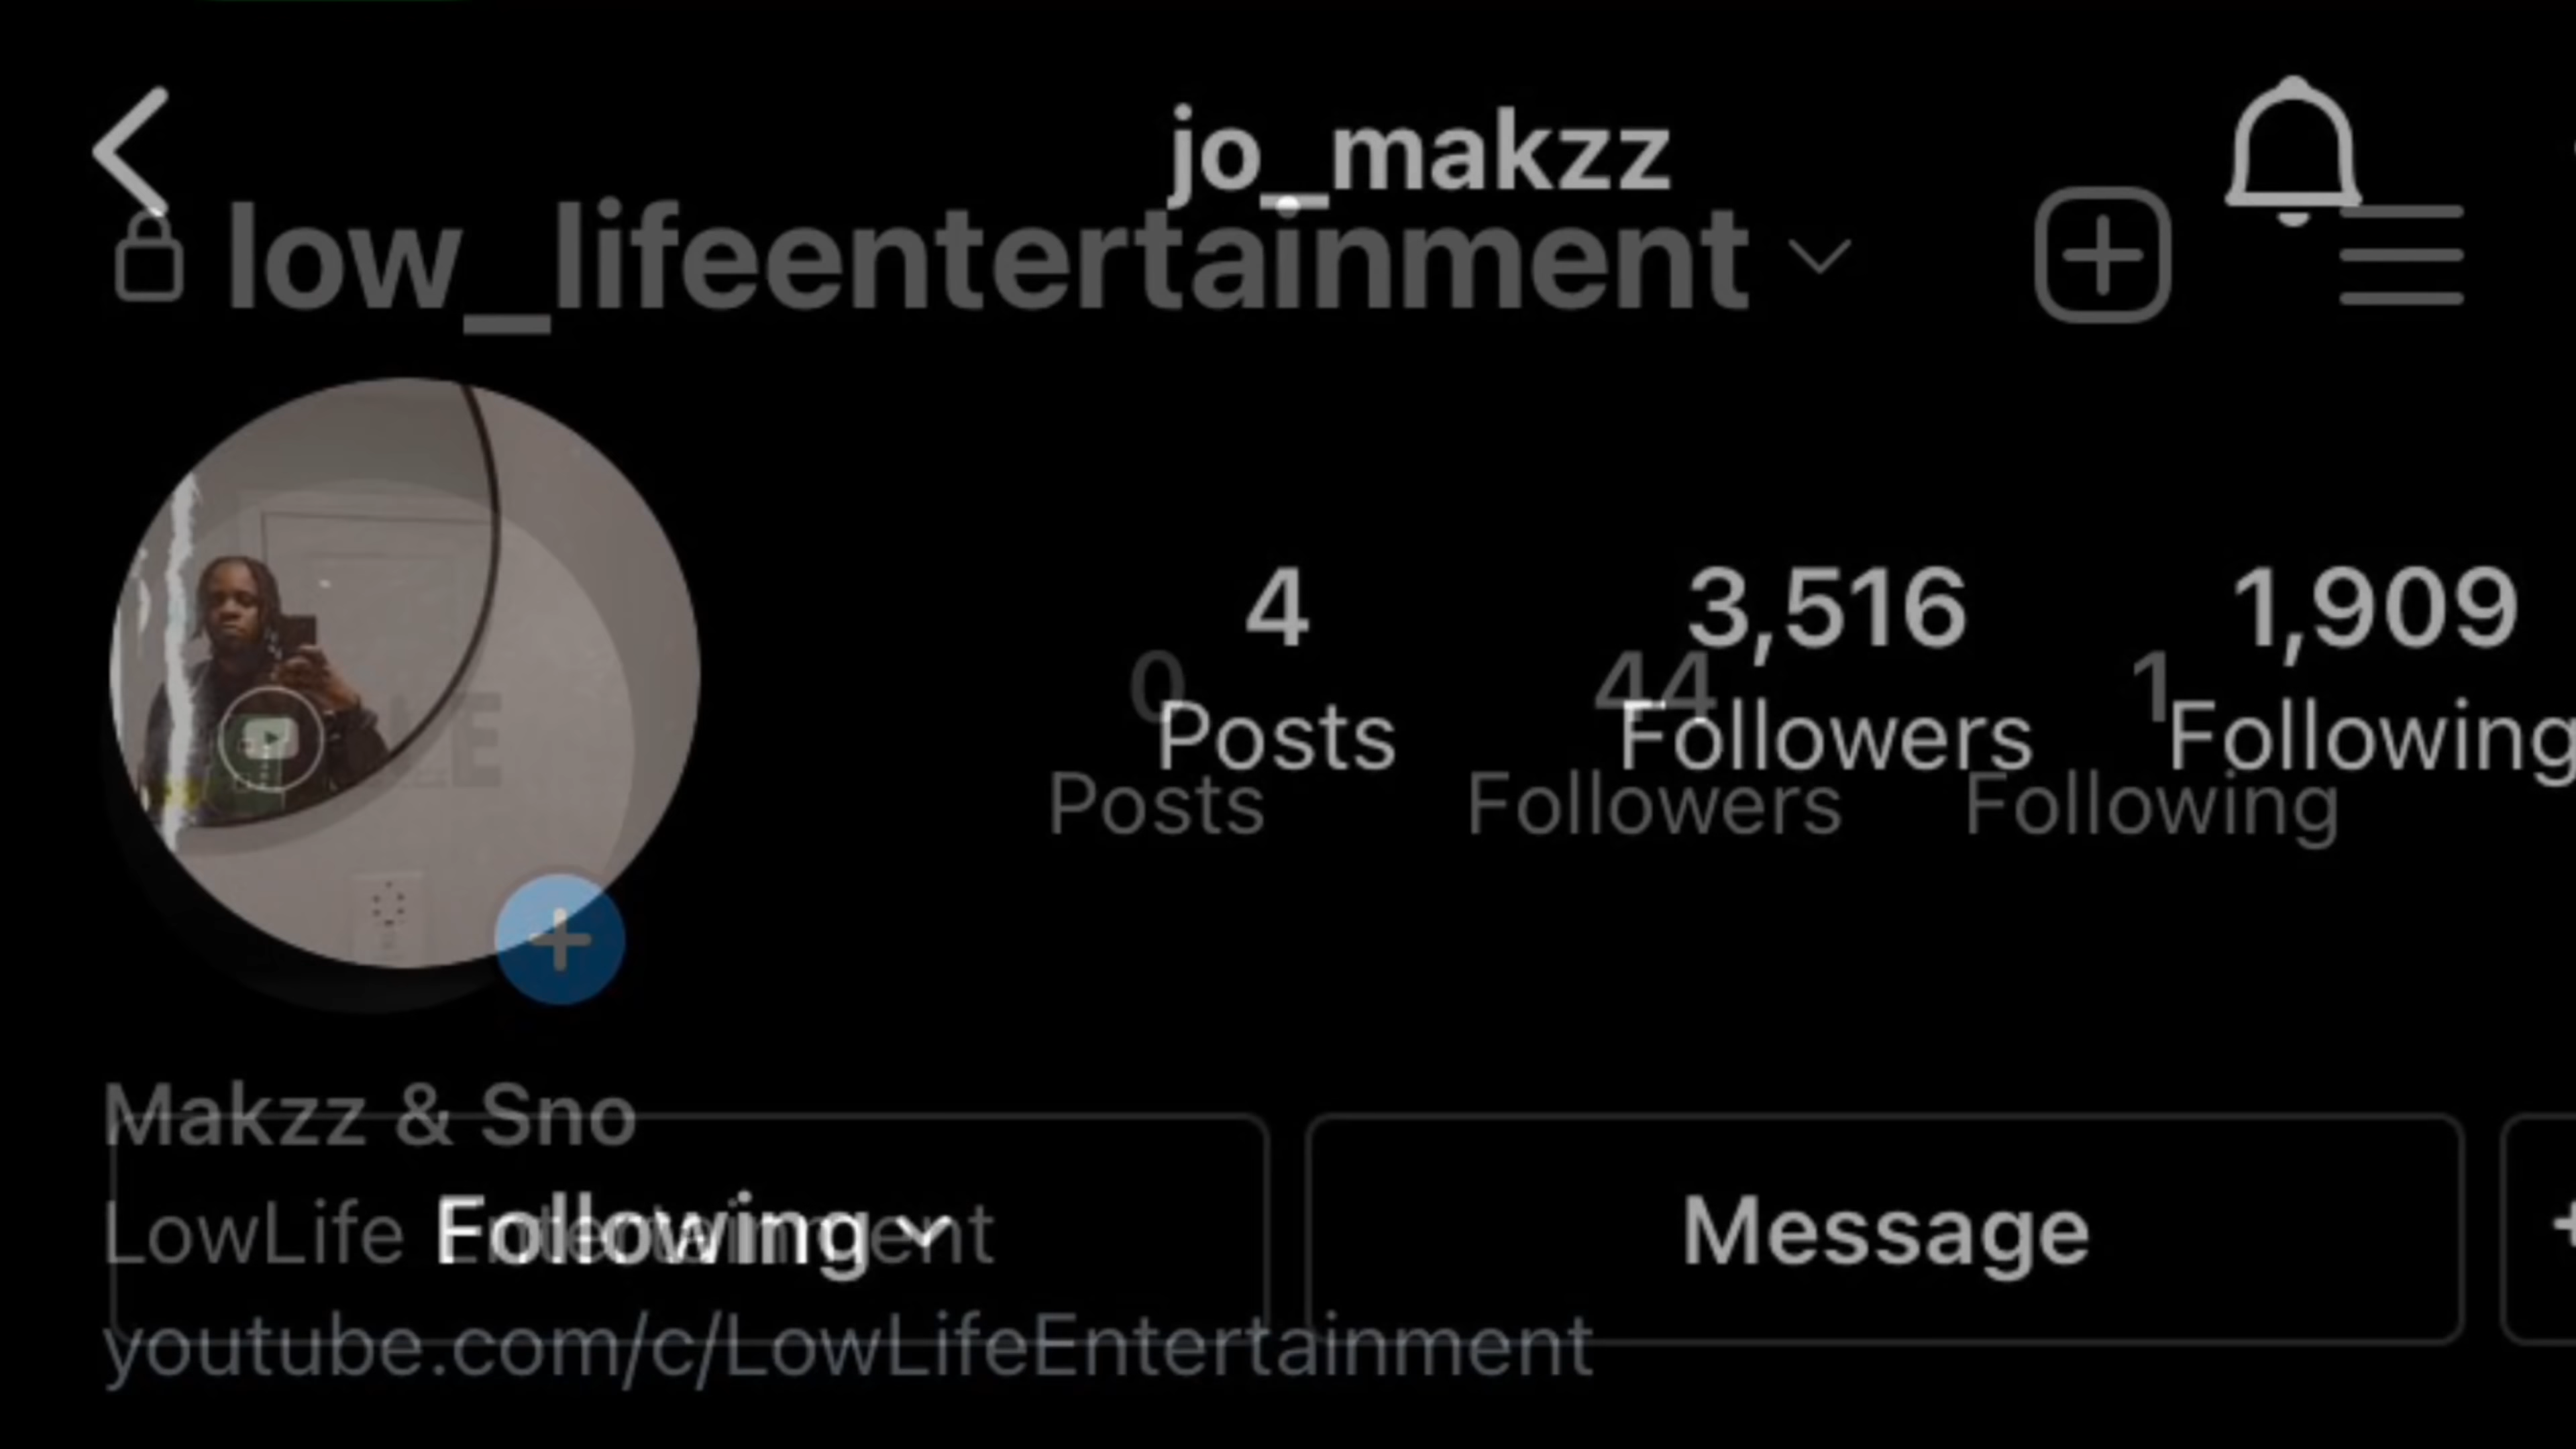 jo_makzz
low_lifeentertainment
4 3,516 1,909
0 44 1
Posts Followers Following
Posts Followers Following
Makzz & Sno
Following Message
LowLife Entertainment
youtube.com/c/LowLifeEntertainment